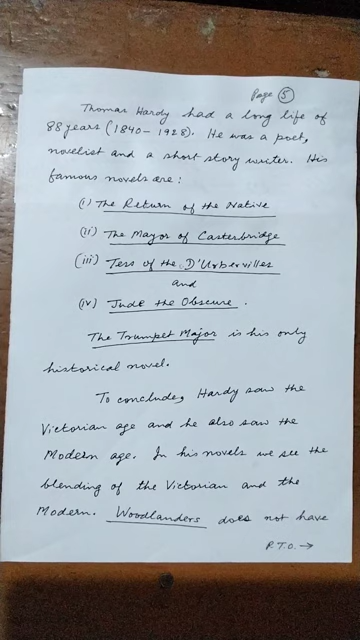 Page 5
Thomas Hardy had a long life of
88 years (1840 - 1928). He was a poet,
novelist and a short story writer. His
famous novels are:
(i) The Return of the Native
(ii) The Mayor of Casterbridge
(iii) Tess of the D'Urbervilles
and
(iv) Jude the Obscure.
The Trumpet Major is his only
historical novel.
To conclude, Hardy saw the
Victorian age and he also saw the
Modern age. In his novels we see the
blending of the Victorian and the
Modern. Woodlanders does not have
P.T.O. →